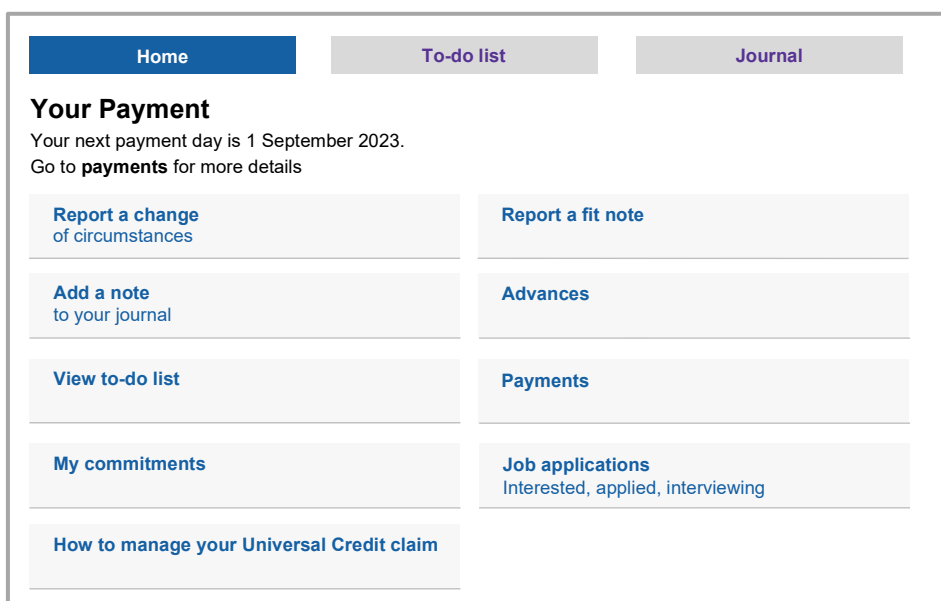 Home
To-do list
Journal
Your Payment
Your next payment day is 1 September 2023.
Go to payments for more details
Report a change
of circumstances
Report a fit note
Add a note
to your journal
Advances
View to-do list
Payments
My commitments
Job applications
Interested, applied, interviewing
How to manage your Universal Credit claim